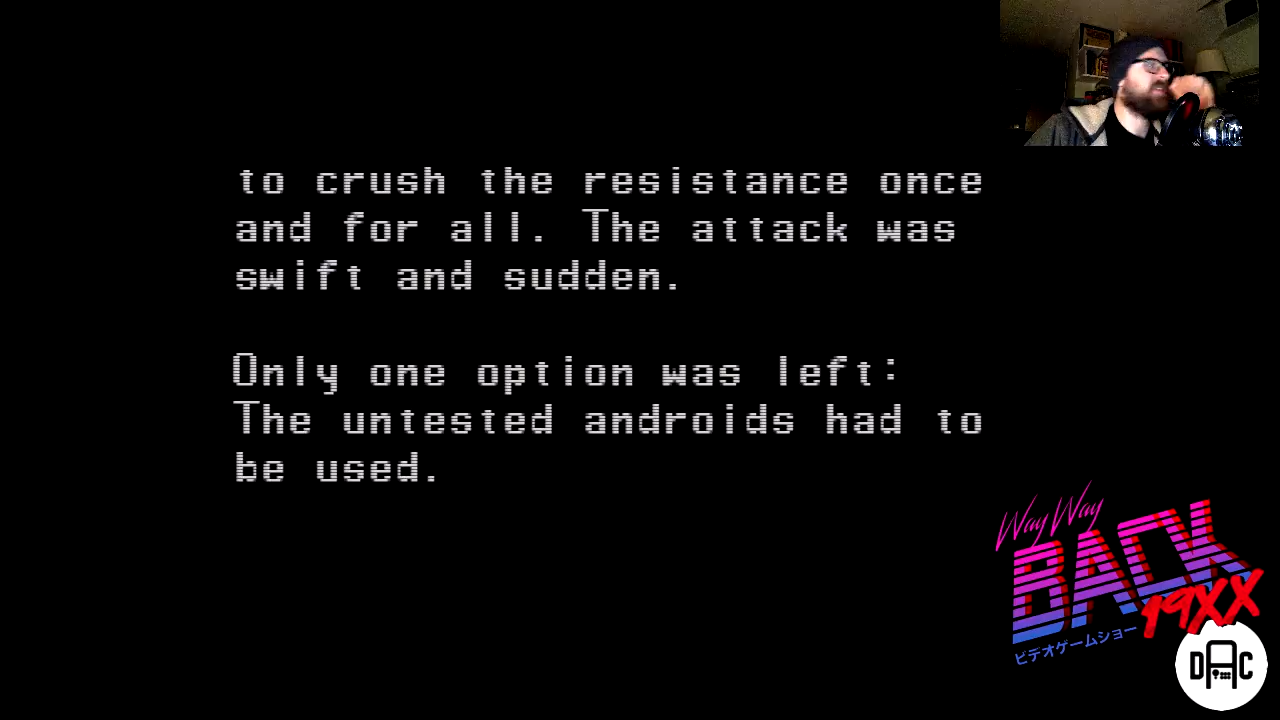 to crush the resistance once
and for all. The attack was
swift and sudden.
Only one option was left:
The untested androids had to
be used.
Way Way
BACK
19XX
ビデオゲームショー
DAC